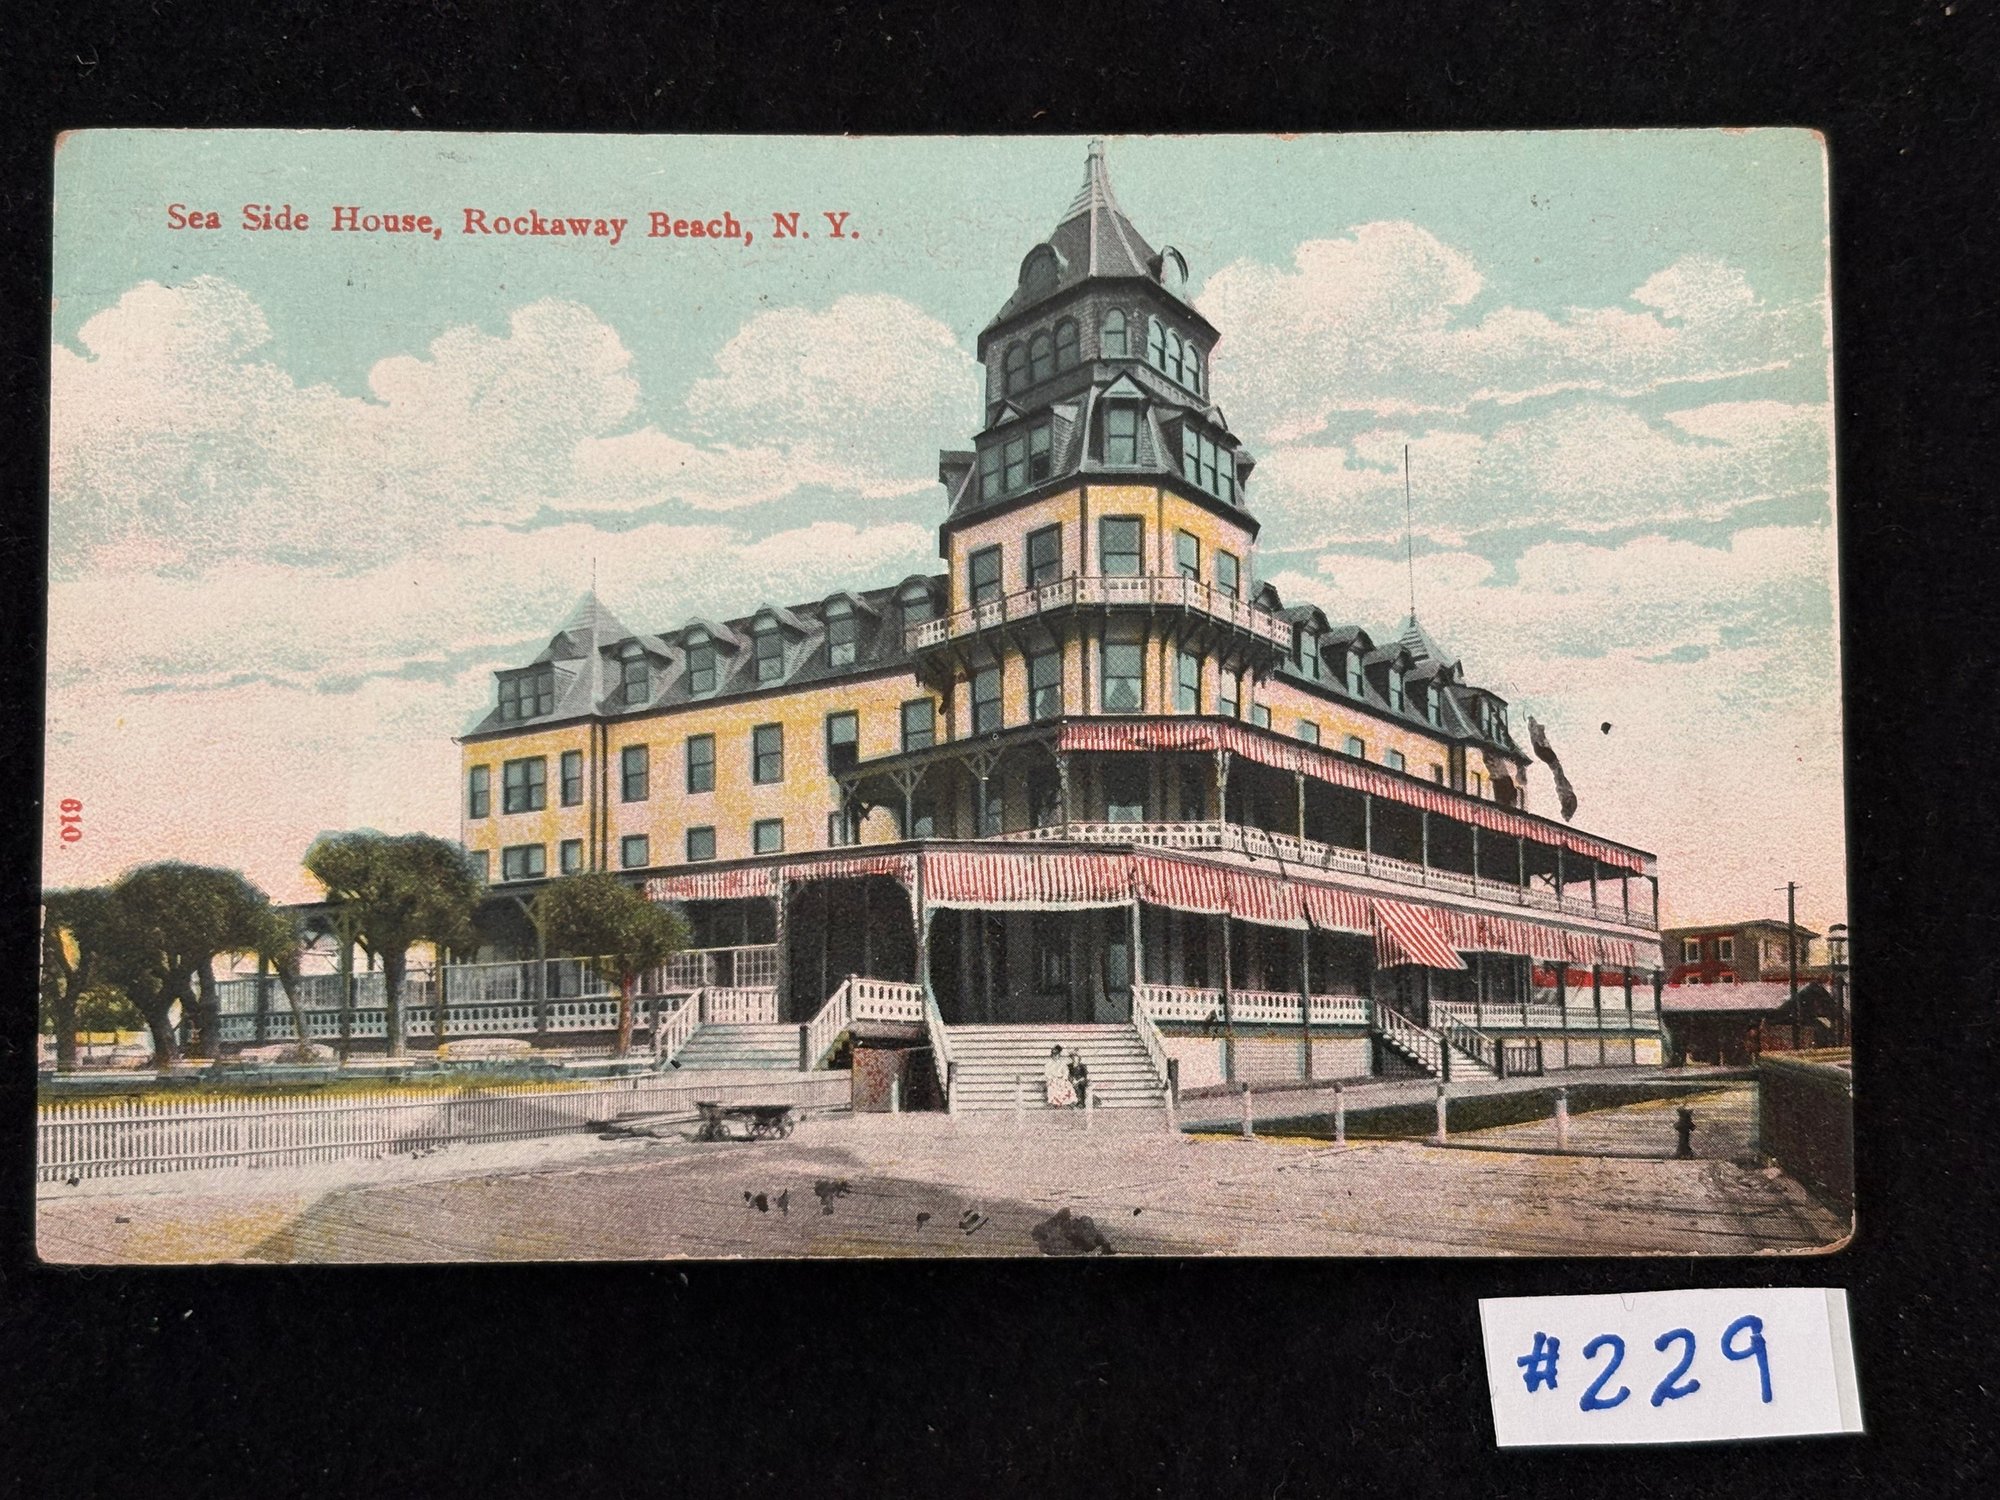 Sea Side House, Rockaway Beach, N. Y.
610.
#229